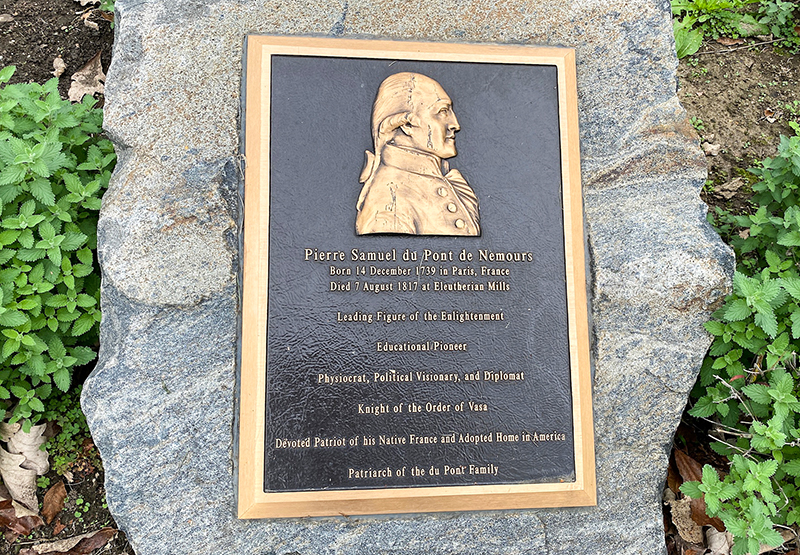 Pierre Samuel du Pont de Nemours
Born 14 December 1739 in Paris, France
Died 7 August 1817 at Eleutherian Mills
Leading Figure of the Enlightenment
Educational Pioneer
Physiocrat, Political Visionary, and Diplomat
Knight of the Order of Vasa
Devoted Patriot of his Native France and Adopted Home in America
Patriarch of the du Pont Family